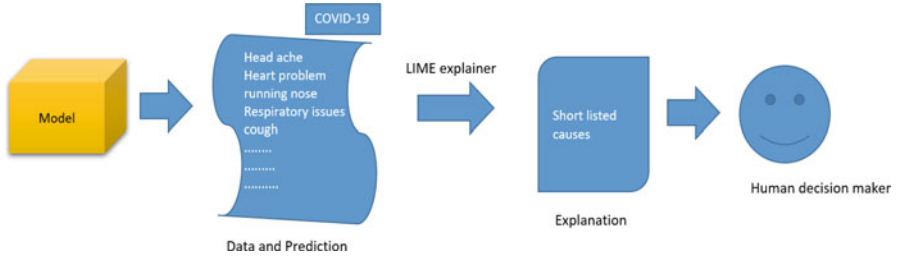 COVID-19
Head ache
Heart problem
running nose
Respiratory issues
cough
........
.........
.........
Model
LIME explainer
Short listed
causes
Human decision maker
Explanation
Data and Prediction